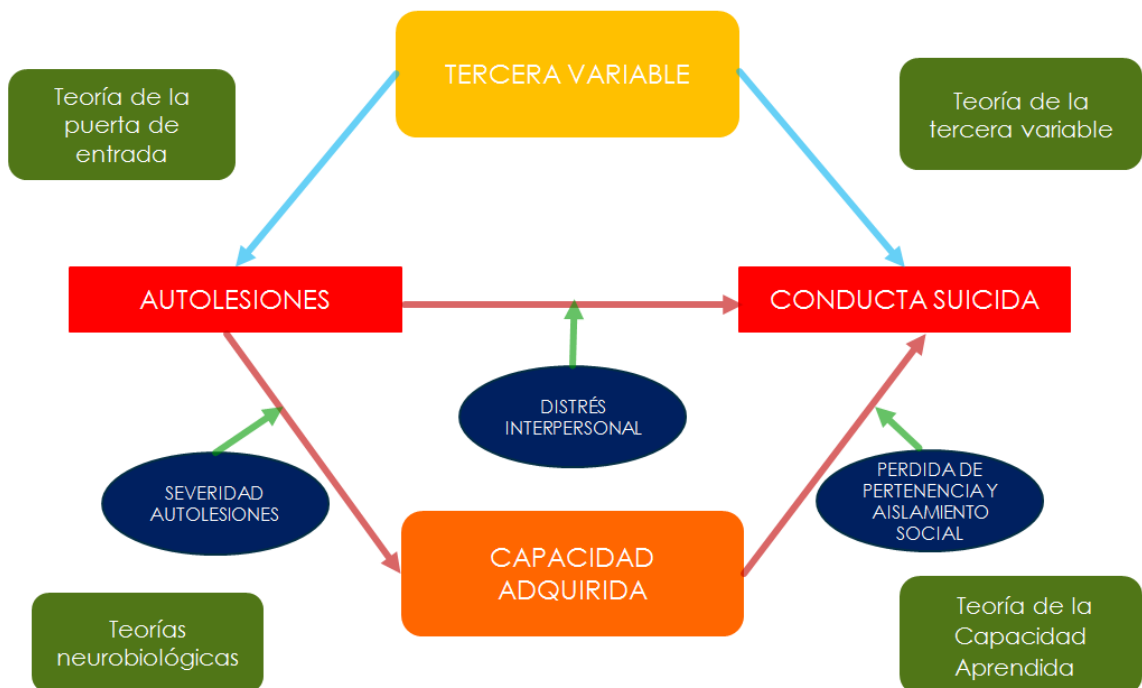 TERCERA VARIABLE
Teoría de la
puerta de
entrada
Teoría de la
tercera variable
AUTOLESIONES
CONDUCTA SUICIDA
DISTRÉS
INTERPERSONAL
SEVERIDAD
AUTOLESIONES
PERDIDA DE
PERTENENCIA Y
AISLAMIENTO
SOCIAL
CAPACIDAD
ADQUIRIDA
Teorías
neurobiológicas
Teoría de la
Capacidad
Aprendida